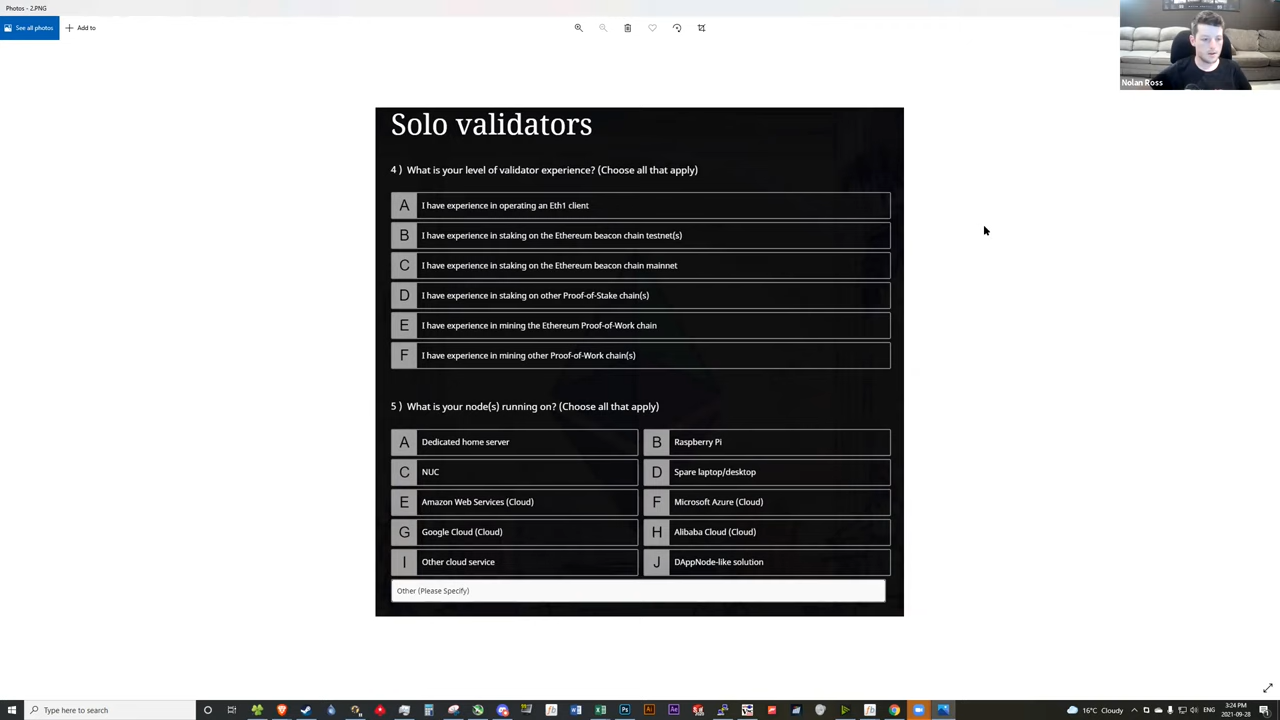 Photos - 2.PNG
See all photos
Add to
Nolan Ross
Solo validators
4 ) What is your level of validator experience? (Choose all that apply)
A I have experience in operating an Eth1 client
B I have experience in staking on the Ethereum beacon chain testnet(s)
C I have experience in staking on the Ethereum beacon chain mainnet
D I have experience in staking on other Proof-of-Stake chain(s)
E I have experience in mining the Ethereum Proof-of-Work chain
F I have experience in mining other Proof-of-Work chain(s)
5 ) What is your node(s) running on? (Choose all that apply)
A Dedicated home server B Raspberry Pi
C NUC D Spare laptop/desktop
E Amazon Web Services (Cloud) F Microsoft Azure (Cloud)
G Google Cloud (Cloud) H Alibaba Cloud (Cloud)
I Other cloud service J DAppNode-like solution
Other (Please Specify)
Type here to search
16°C Cloudy
ENG
3:24 PM
2021-09-28